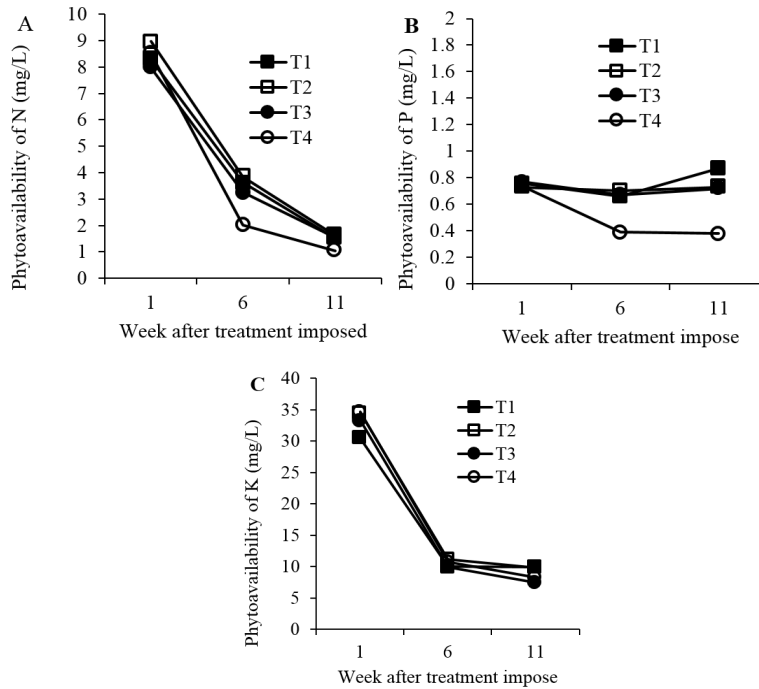 A
Phytoavailability of N (mg/L)
10
9
8
7
6
5
4
3
2
1
0
T1
T2
T3
T4
1 6 11
Week after treatment imposed
B
Phytoavailability of P (mg/L)
2
1.8
1.6
1.4
1.2
1
0.8
0.6
0.4
0.2
0
T1
T2
T3
T4
1 6 11
Week after treatment impose
C
Phytoavailability of K (mg/L)
40
35
30
25
20
15
10
5
0
T1
T2
T3
T4
1 6 11
Week after treatment impose